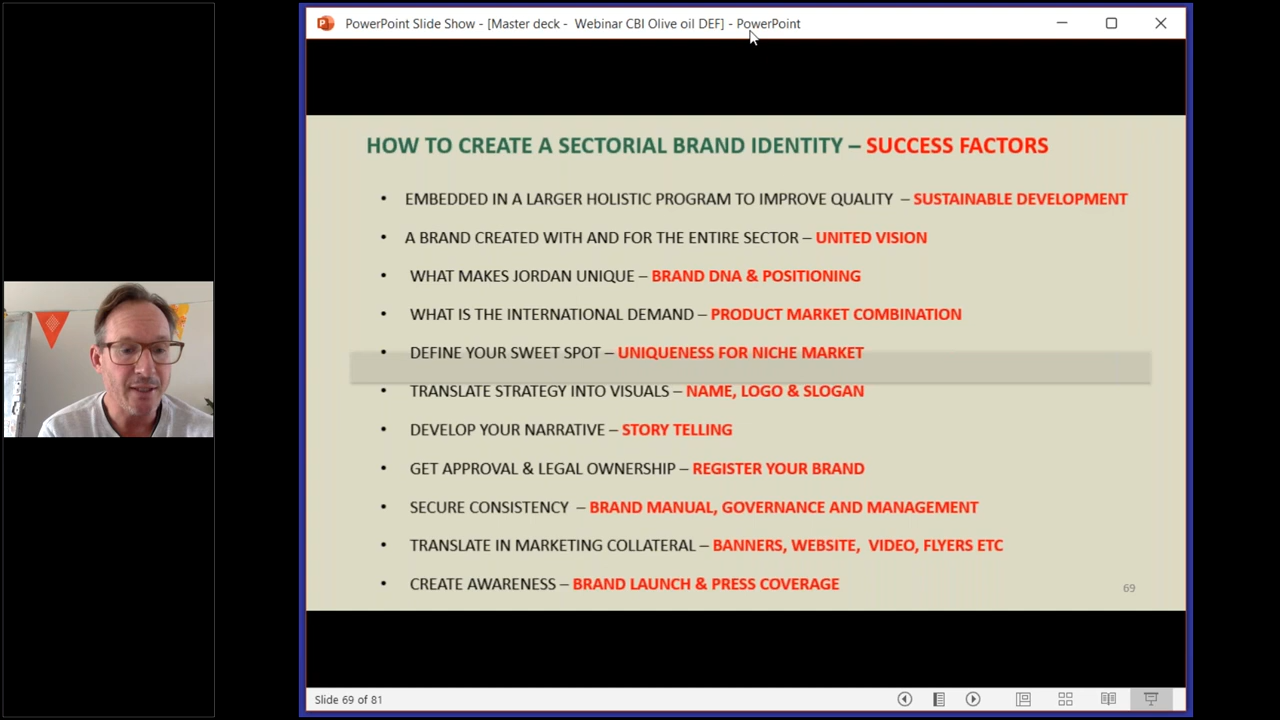 PowerPoint Slide Show - [Master deck - Webinar CBI Olive oil DEF] - PowerPoint
HOW TO CREATE A SECTORIAL BRAND IDENTITY – SUCCESS FACTORS
• EMBEDDED IN A LARGER HOLISTIC PROGRAM TO IMPROVE QUALITY – SUSTAINABLE DEVELOPMENT
• A BRAND CREATED WITH AND FOR THE ENTIRE SECTOR – UNITED VISION
• WHAT MAKES JORDAN UNIQUE – BRAND DNA & POSITIONING
• WHAT IS THE INTERNATIONAL DEMAND – PRODUCT MARKET COMBINATION
• DEFINE YOUR SWEET SPOT – UNIQUENESS FOR NICHE MARKET
• TRANSLATE STRATEGY INTO VISUALS – NAME, LOGO & SLOGAN
• DEVELOP YOUR NARRATIVE – STORY TELLING
• GET APPROVAL & LEGAL OWNERSHIP – REGISTER YOUR BRAND
• SECURE CONSISTENCY – BRAND MANUAL, GOVERNANCE AND MANAGEMENT
• TRANSLATE IN MARKETING COLLATERAL – BANNERS, WEBSITE, VIDEO, FLYERS ETC
• CREATE AWARENESS – BRAND LAUNCH & PRESS COVERAGE
69
Slide 69 of 81